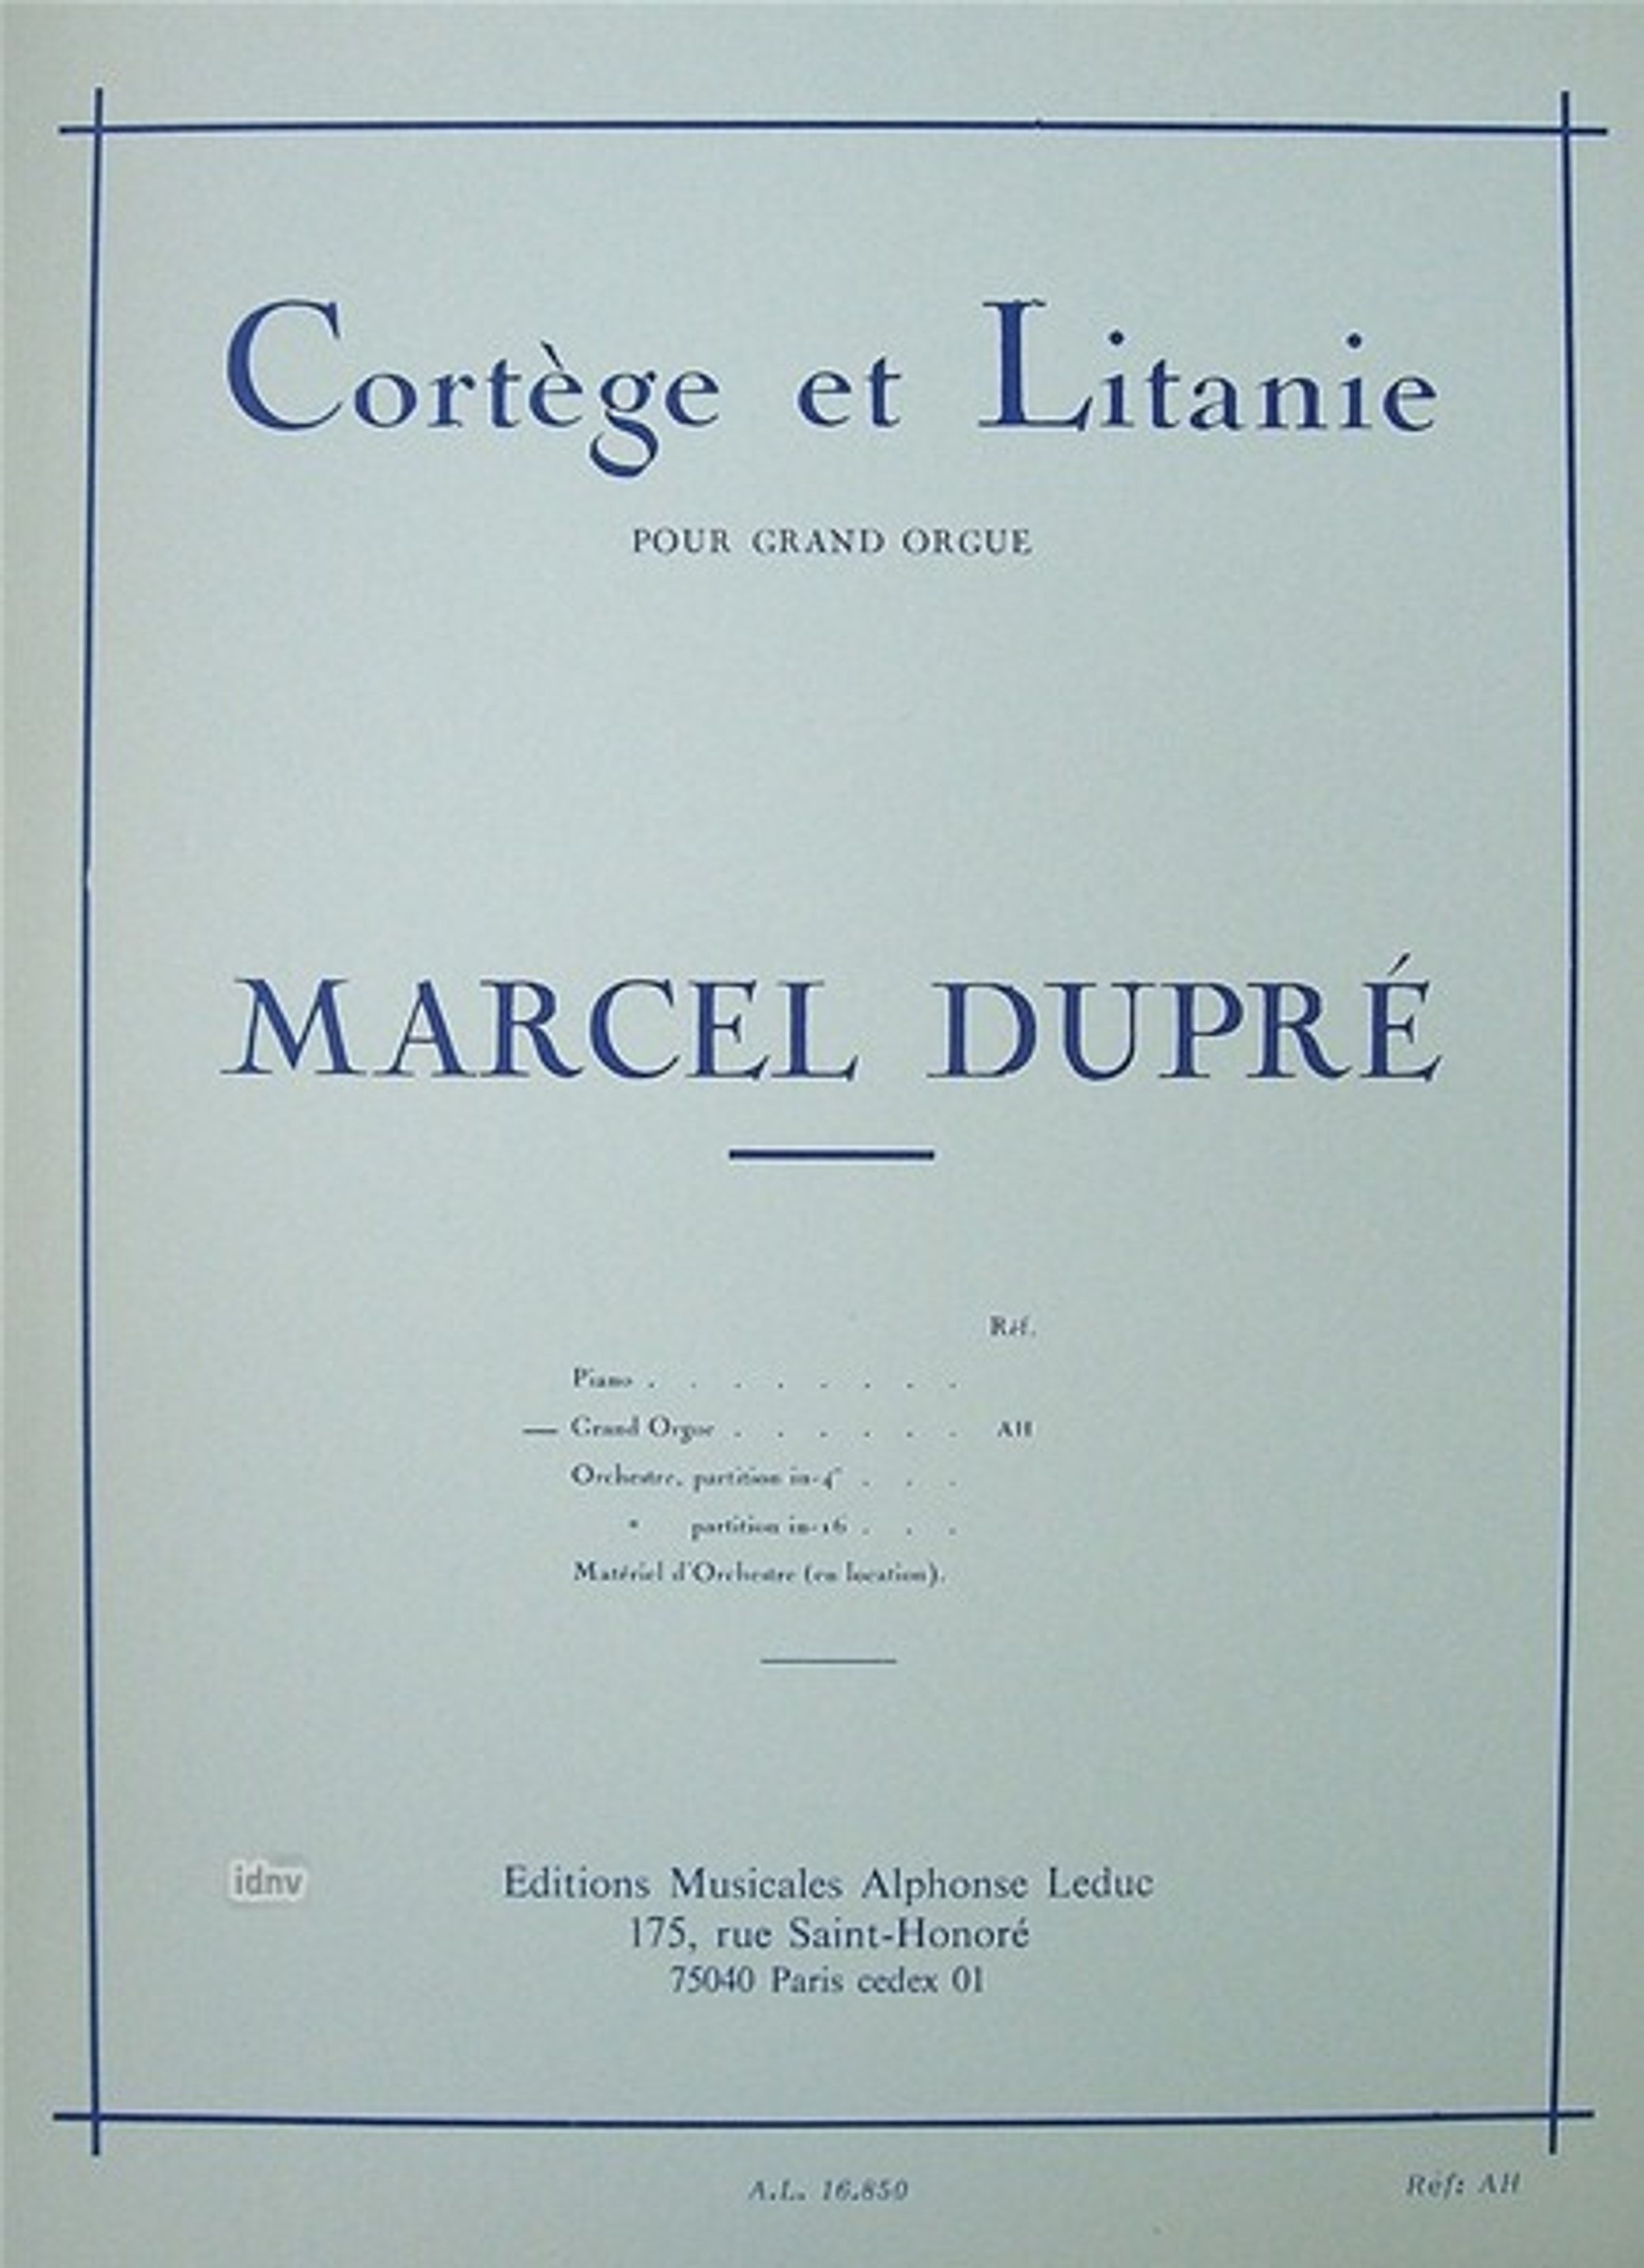 Cortège et Litanie
POUR GRAND ORGUE
MARCEL DUPRÉ
Réf.
Piano . . . . . . . .
— Grand Orgue . . . . . . AH
Orchestre, partition in-4° . . .
" partition in-16 . . .
Matériel d'Orchestre (en location).
idnv
Editions Musicales Alphonse Leduc
175, rue Saint-Honoré
75040 Paris cedex 01
A.L. 16.850
Réf: AH